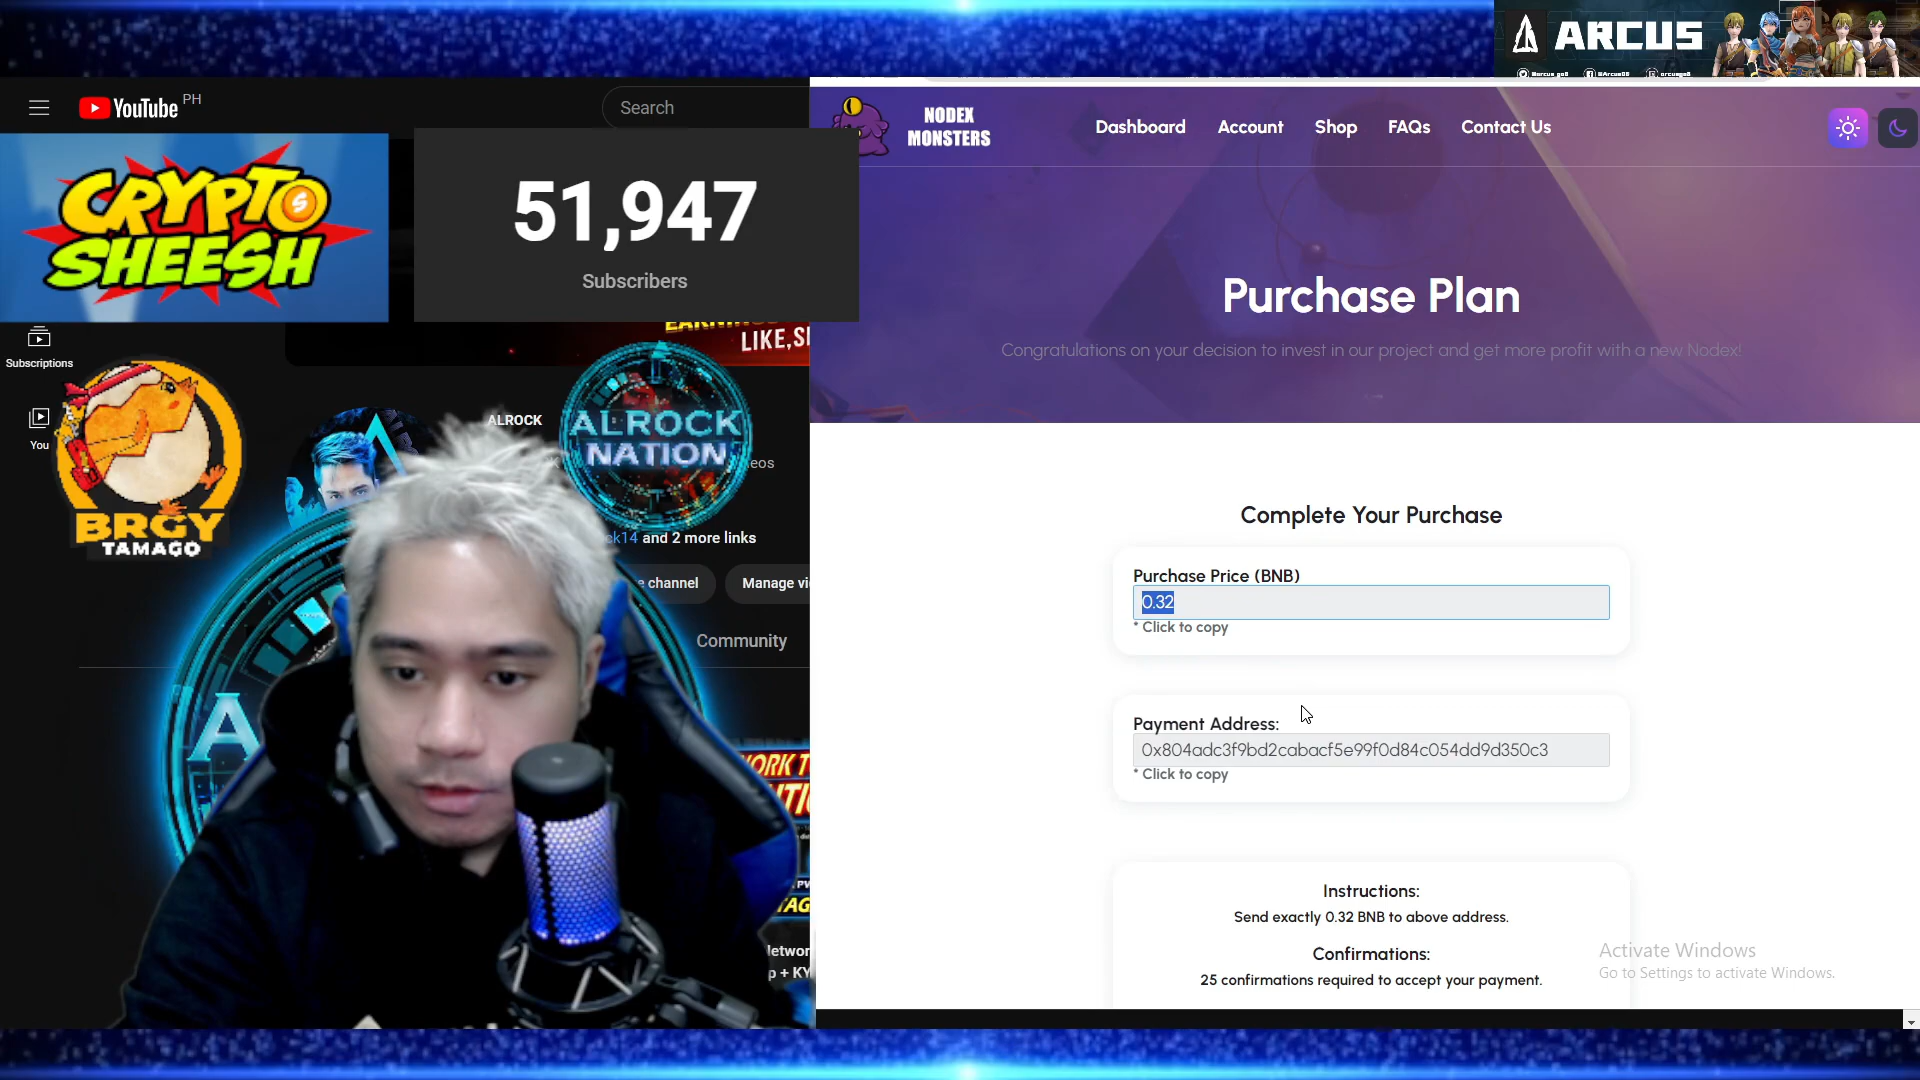 ARCUS
YouTube PH
Search
CRYPTO
SHEESH
51,947
Subscribers
Subscriptions
You
LIKE,
BRGY
TAMAGO
ALROCK
ALROCK
NATION
and 2 more links
channel
Manage
Community
A
NODEX
MONSTERS
Dashboard
Account
Shop
FAQs
Contact Us
Purchase Plan
Congratulations on your decision to invest in our project and get more profit with a new Nodex!
Complete Your Purchase
Purchase Price (BNB)
0.32
* Click to copy
Payment Address:
0x804adc3f9bd2cabacf5e99f0d84c054dd9d350c3
* Click to copy
Instructions:
Send exactly 0.32 BNB to above address.
Confirmations:
25 confirmations required to accept your payment.
Activate Windows
Go to Settings to activate Windows.